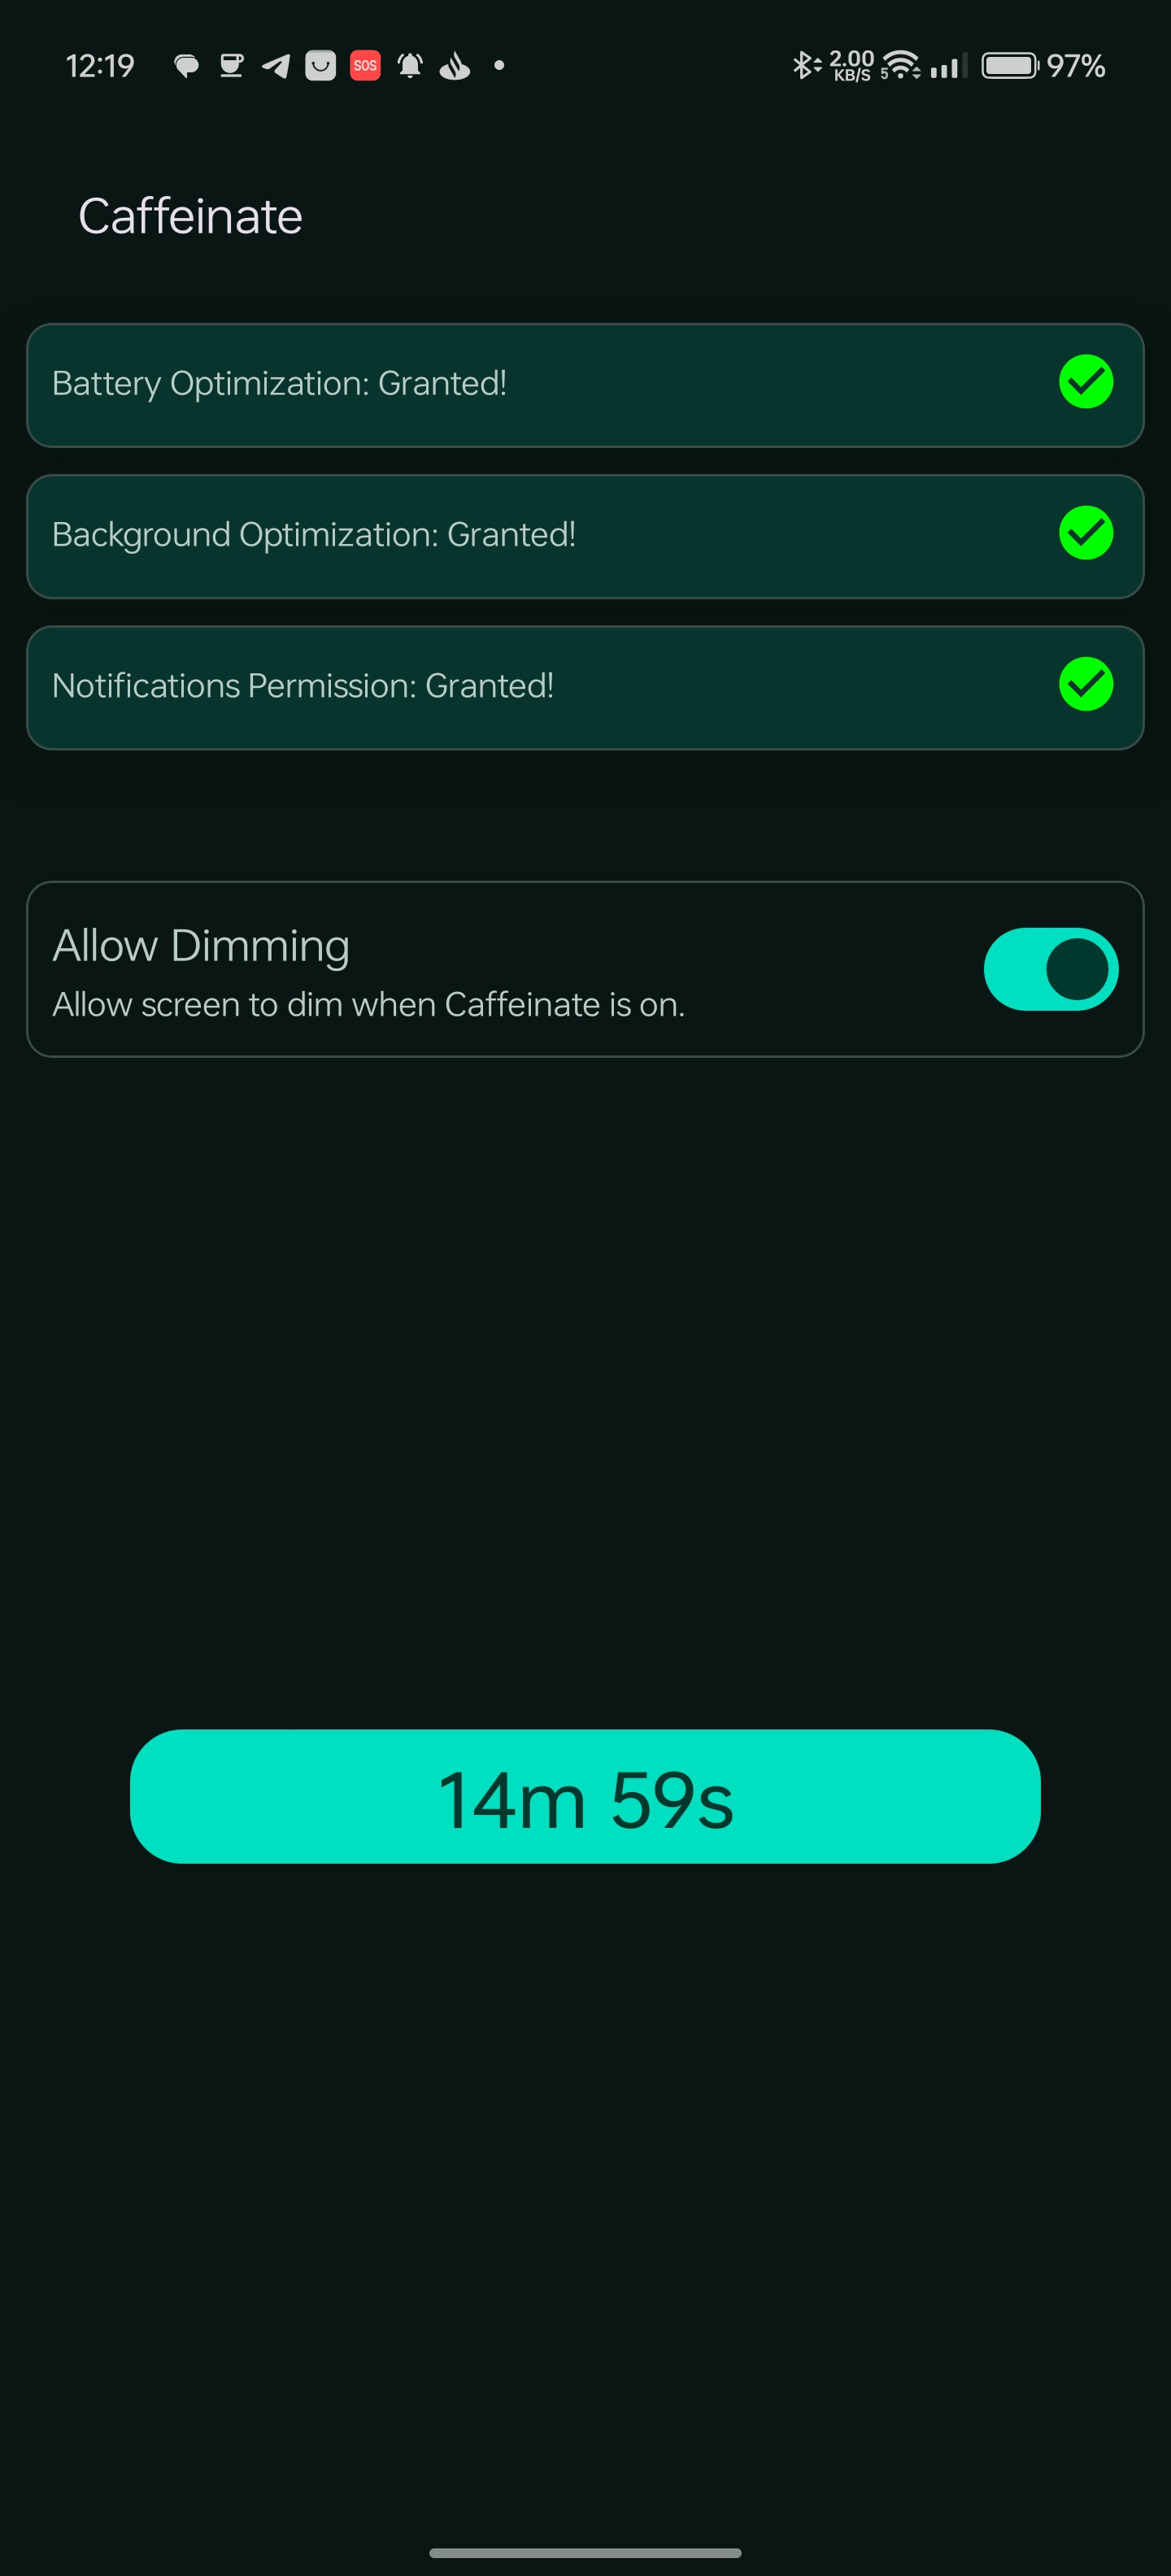 12:19 SOS 2.00 KB/S 5 97%
Caffeinate
Battery Optimization: Granted!
Background Optimization: Granted!
Notifications Permission: Granted!
Allow Dimming
Allow screen to dim when Caffeinate is on.
14m 59s